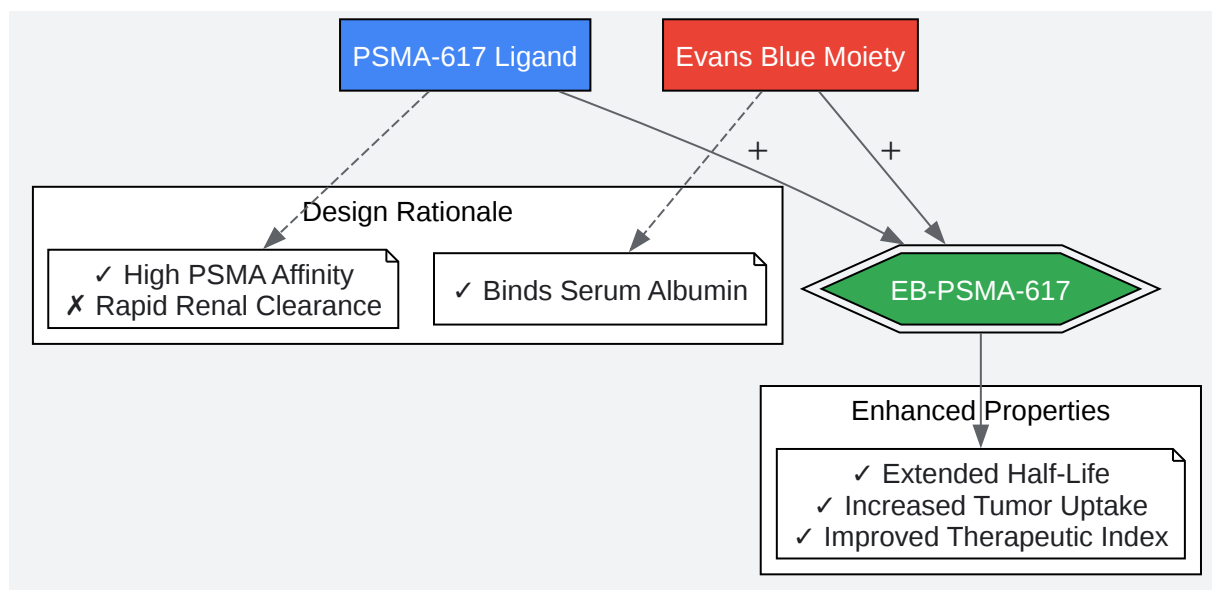 PSMA-617 Ligand
Evans Blue Moiety
+
+
Design Rationale
✓ High PSMA Affinity
✗ Rapid Renal Clearance
✓ Binds Serum Albumin
EB-PSMA-617
Enhanced Properties
✓ Extended Half-Life
✓ Increased Tumor Uptake
✓ Improved Therapeutic Index